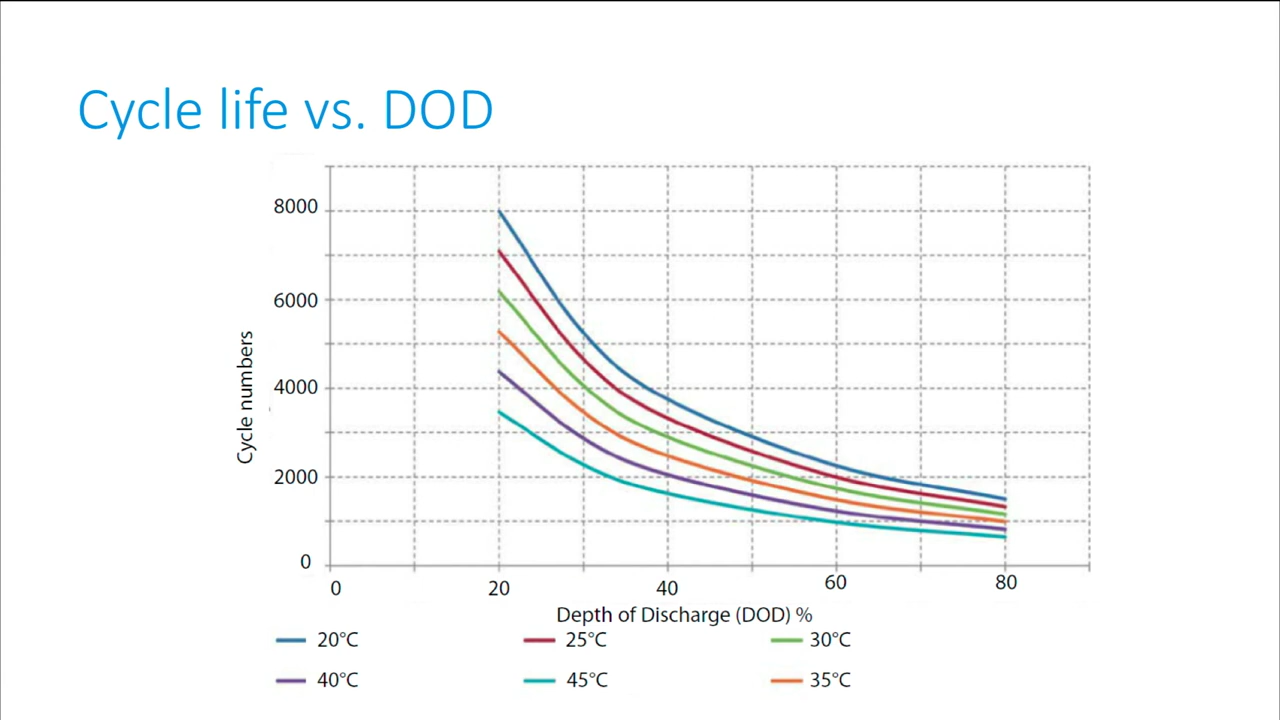 Cycle life vs. DOD
8000
6000
4000
2000
0
Cycle numbers
0 20 40 60 80
Depth of Discharge (DOD) %
20°C 25°C 30°C
40°C 45°C 35°C